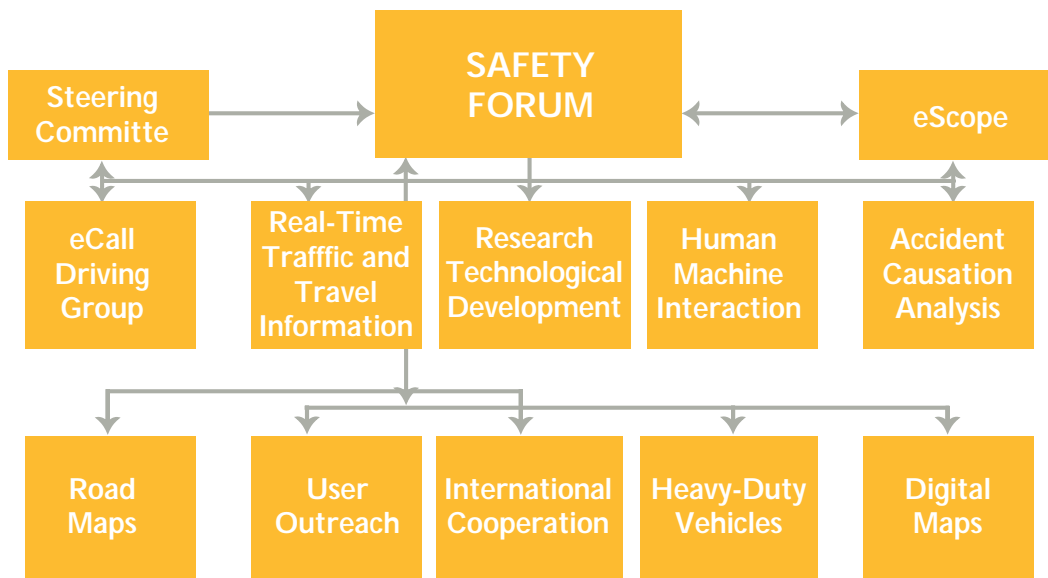 SAFETY
FORUM
Steering
Committe
eScope
eCall
Driving
Group
Real-Time
Trafffic and
Travel
Information
Research
Technological
Development
Human
Machine
Interaction
Accident
Causation
Analysis
Road
Maps
User
Outreach
International
Cooperation
Heavy-Duty
Vehicles
Digital
Maps